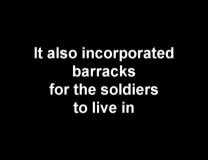 It also incorporated
barracks
for the soldiers
to live in